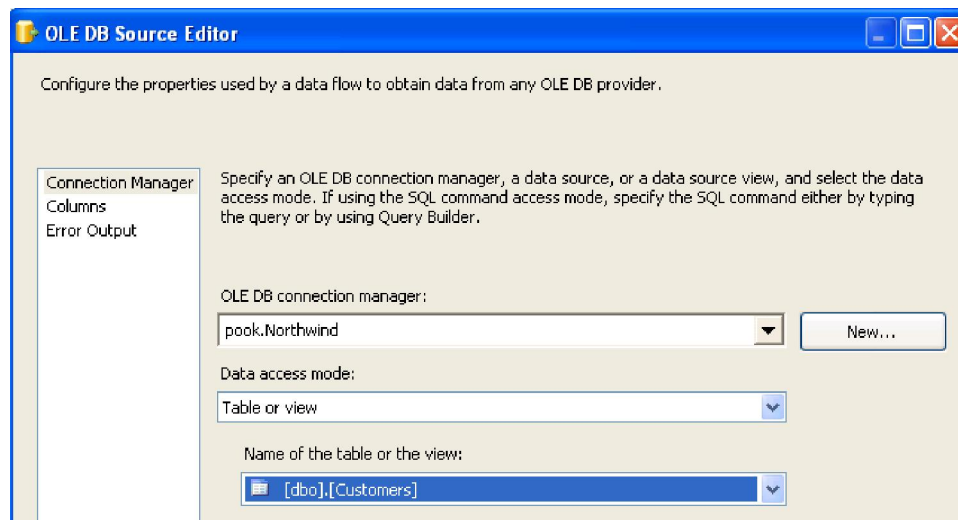 OLE DB Source Editor
Configure the properties used by a data flow to obtain data from any OLE DB provider.
Connection Manager
Columns
Error Output
Specify an OLE DB connection manager, a data source, or a data source view, and select the data
access mode. If using the SQL command access mode, specify the SQL command either by typing
the query or by using Query Builder.
OLE DB connection manager:
pook.Northwind
New...
Data access mode:
Table or view
Name of the table or the view:
[dbo].[Customers]